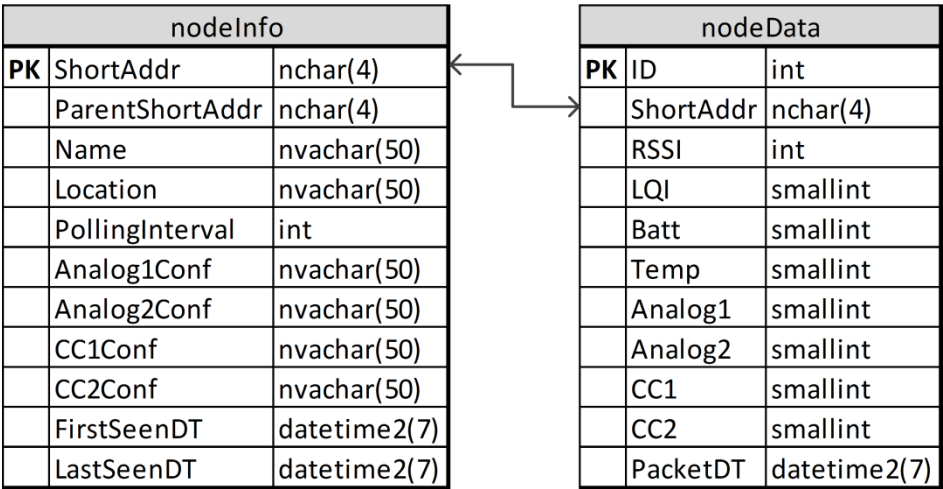 nodeInfo
PK ShortAddr nchar(4)
ParentShortAddr nchar(4)
Name nvachar(50)
Location nvachar(50)
PollingInterval int
Analog1Conf nvachar(50)
Analog2Conf nvachar(50)
CC1Conf nvachar(50)
CC2Conf nvachar(50)
FirstSeenDT datetime2(7)
LastSeenDT datetime2(7)
nodeData
PK ID int
ShortAddr nchar(4)
RSSI int
LQI smallint
Batt smallint
Temp smallint
Analog1 smallint
Analog2 smallint
CC1 smallint
CC2 smallint
PacketDT datetime2(7)